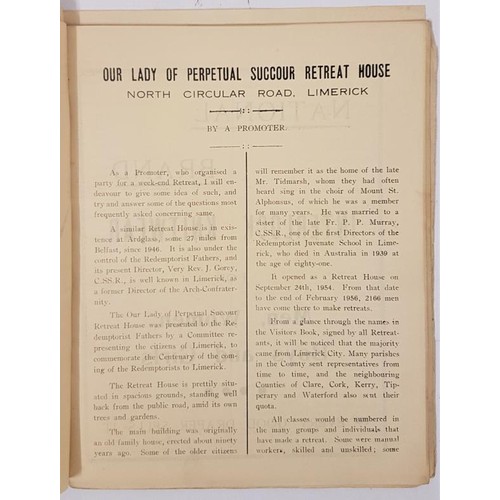 OUR LADY OF PERPETUAL SUCCOUR RETREAT HOUSE
NORTH CIRCULAR ROAD, LIMERICK
BY A PROMOTER.
As a Promoter, who organised a
party for a week-end Retreat, I will en-
deavour to give some idea of such, and
try and answer some of the questions most
frequently asked concerning same.
A similar Retreat House is in exis-
tence at Ardglass, some 27 miles from
Belfast, since 1946. It is also under the
control of the Redemptorist Fathers, and
its present Director, Very Rev. J. Gorey,
C.SS.R., is well known in Limerick, as
a former Director of the Arch-Confrater-
nity.
The Our Lady of Perpetual Succour
Retreat House was presented to the Re-
demptorist Fathers by a Committee rep-
resenting the citizens of Limerick, to
commemorate the Centenary of the com-
ing of the Redemptorists to Limerick.
The Retreat House is prettily situ-
ated in spacious grounds, standing well
back from the public road, amid its own
trees and gardens.
The main building was originally
an old family house, erected about ninety
years ago. Some of the older citizens
will remember it as the home of the late
Mr. Tidmarsh, whom they had often
heard sing in the choir of Mount St.
Alphonsus, of which he was a member
for many years. He was married to a
sister of the late Fr. P. P. Murray,
C.SS.R., one of the first Directors of the
Redemptorist Juvenate School in Lime-
rick, who died in Australia in 1939 at
the age of eighty-one.
It opened as a Retreat House on
September 24th, 1954. From that date
to the end of February 1956, 2166 men
have come there to make retreats.
From a glance through the names in
the Visitors Book, signed by all Retreat-
ants, it will be noticed that the majority
came from Limerick City. Many parishes
in the County sent representatives from
time to time, and the neighbouring
Counties of Clare, Cork, Kerry, Tip-
perary and Waterford also sent their
quota.
All classes would be numbered in
the many groups and individuals that
have made a retreat. Some were manual
workers, skilled and unskilled; some